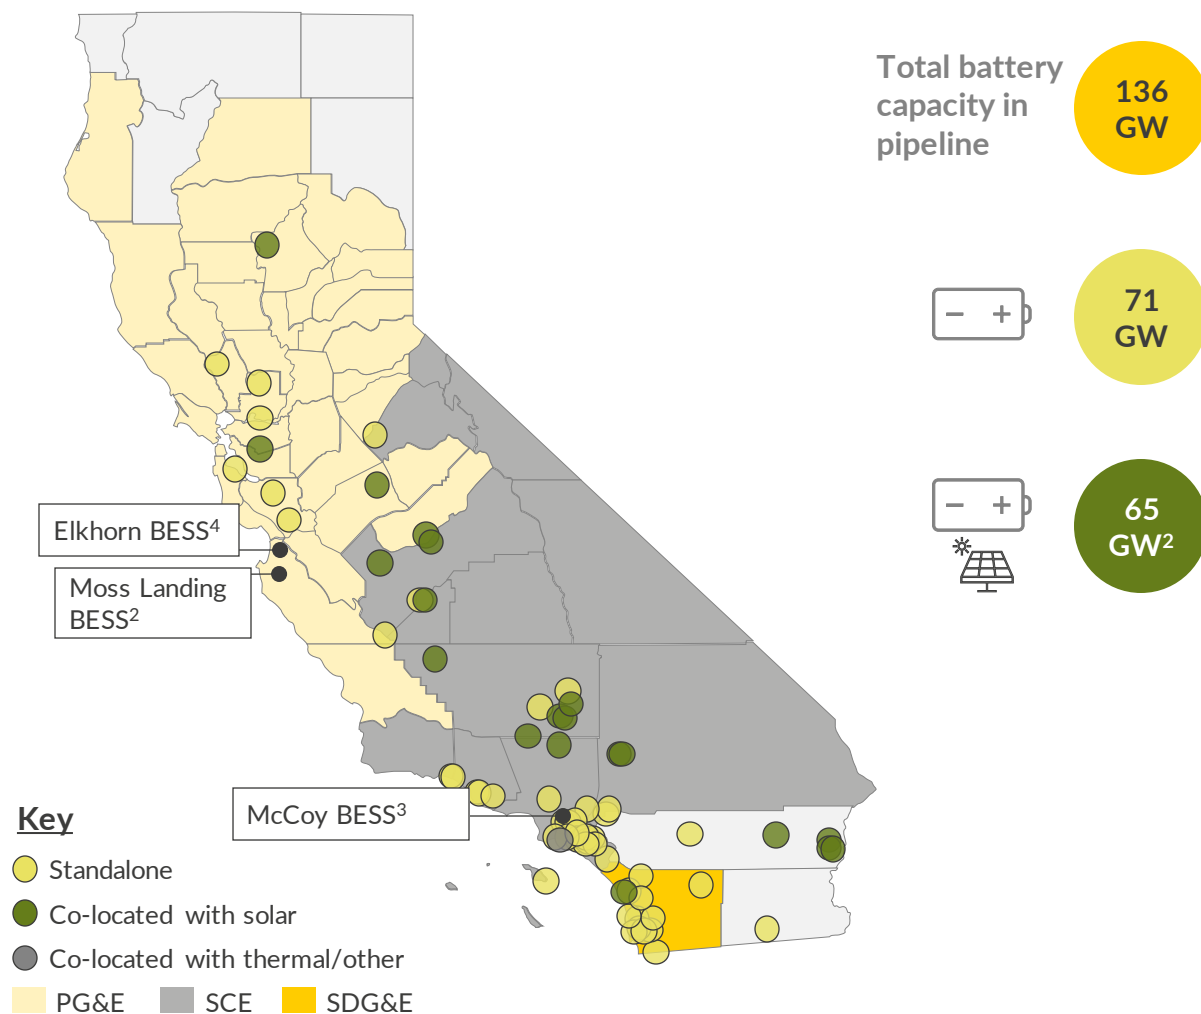 Total battery
capacity in
pipeline
136
GW
71
GW
65
GW²
Elkhorn BESS⁴
Moss Landing
BESS²
McCoy BESS³
Key
Standalone
Co-located with solar
Co-located with thermal/other
PG&E SCE SDG&E